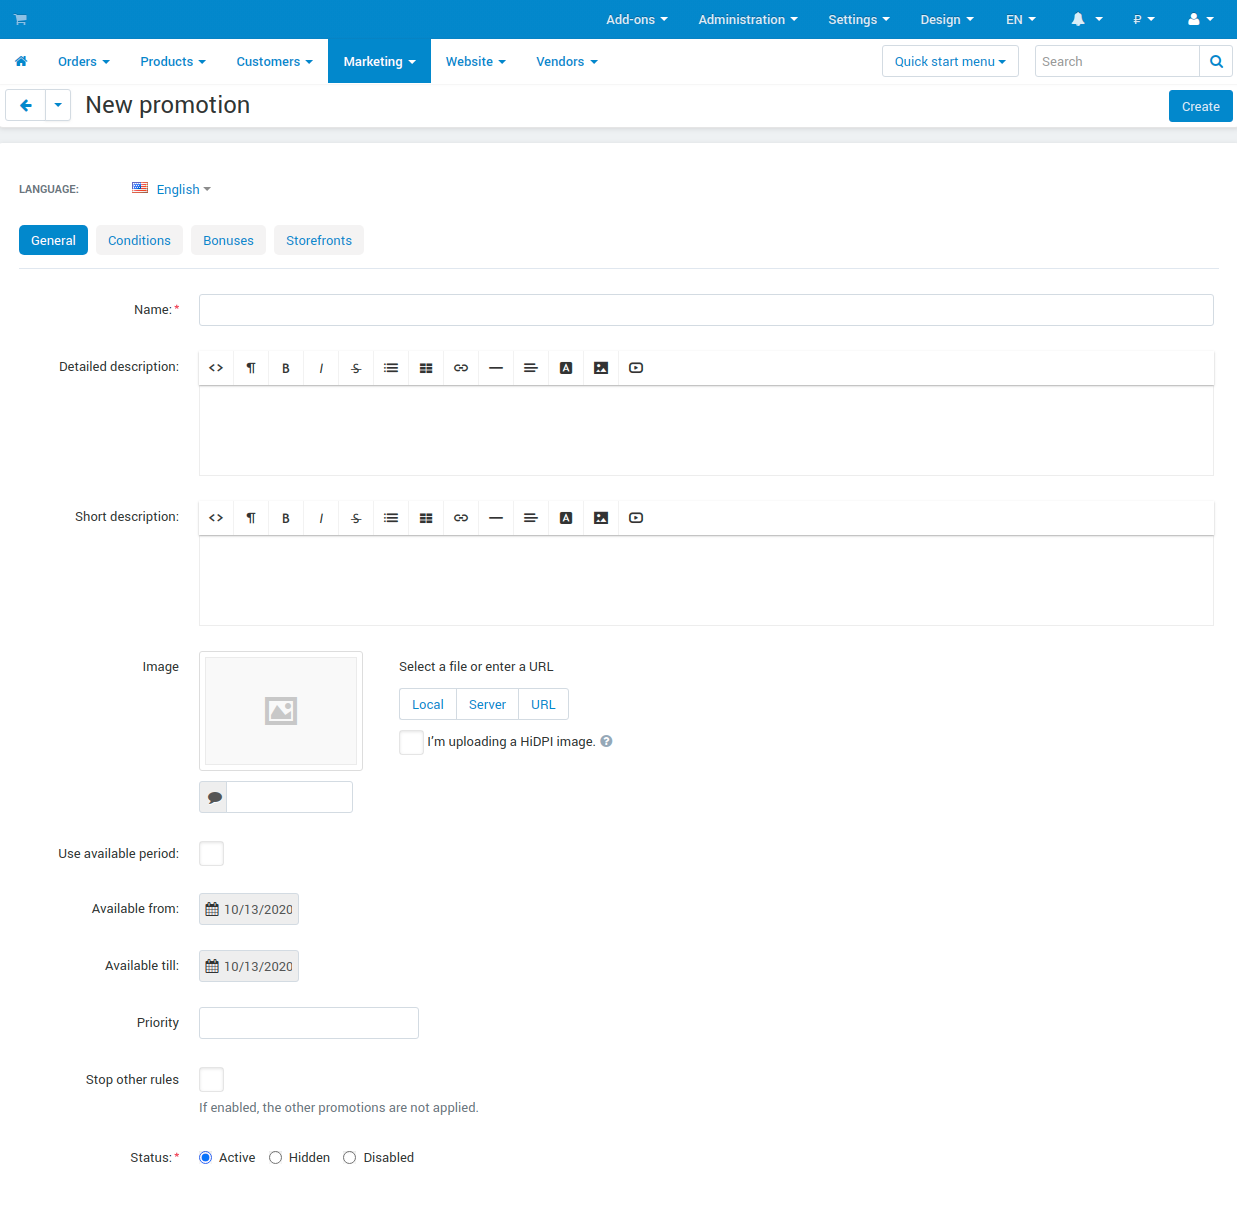 Add-ons Administration Settings Design EN ₽
Orders Products Customers Marketing Website Vendors Quick start menu Search
New promotion Create
LANGUAGE: English
General Conditions Bonuses Storefronts
Name:*
Detailed description: <> ¶ B I S A
Short description: <> ¶ B I S A
Image Select a file or enter a URL
Local Server URL
I'm uploading a HiDPI image. ?
Use available period:
Available from: 10/13/2020
Available till: 10/13/2020
Priority
Stop other rules
If enabled, the other promotions are not applied.
Status:* Active Hidden Disabled